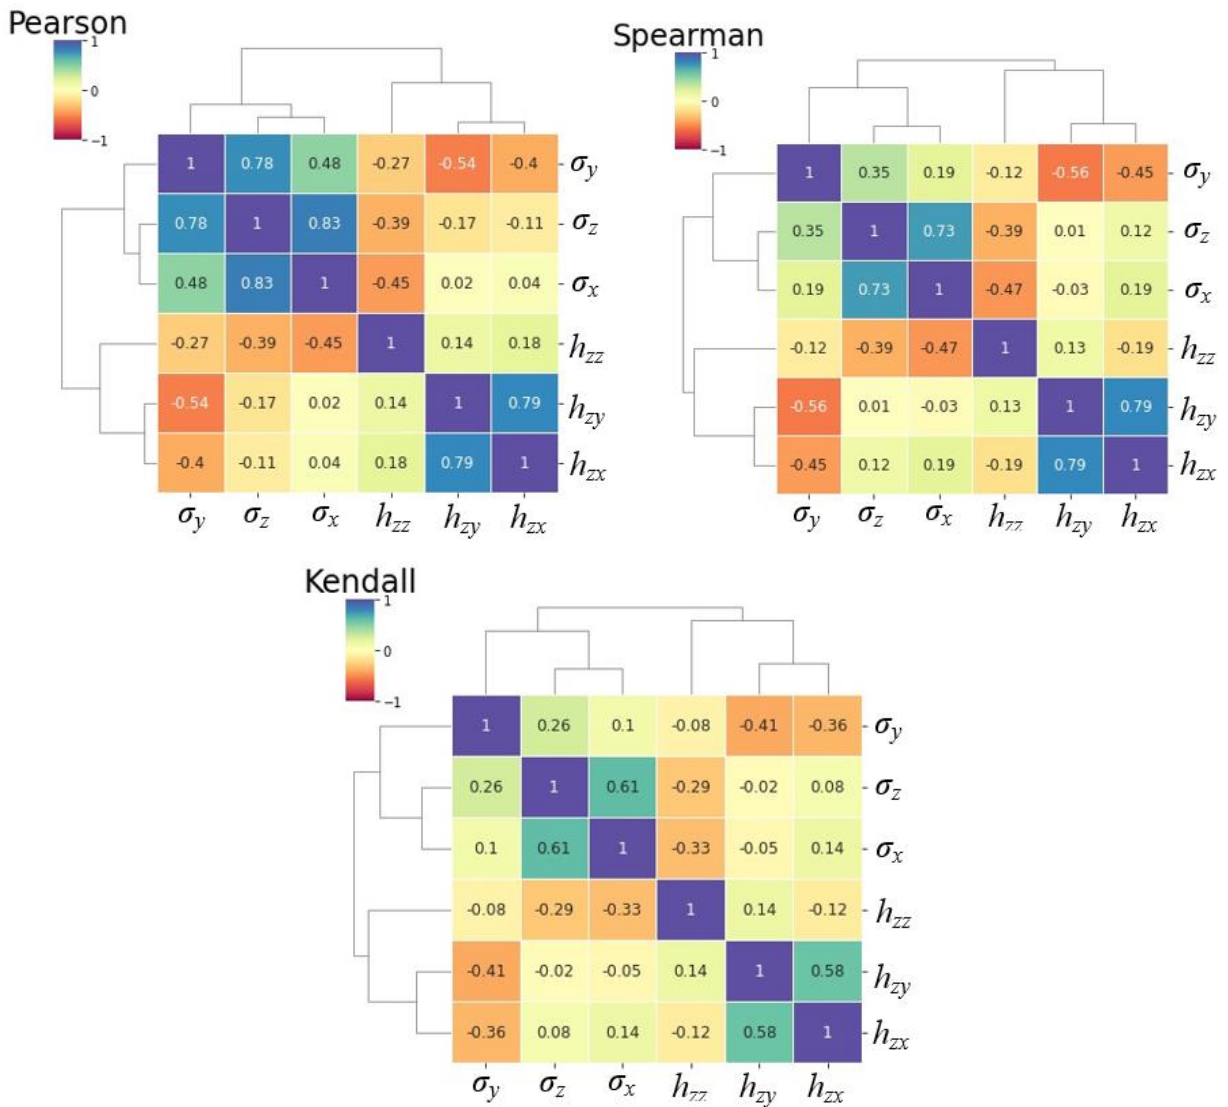 Pearson
1
0
−1
1 0.78 0.48 -0.27 -0.54 -0.4 σy
0.78 1 0.83 -0.39 -0.17 -0.11 σz
0.48 0.83 1 -0.45 0.02 0.04 σx
-0.27 -0.39 -0.45 1 0.14 0.18 hzz
-0.54 -0.17 0.02 0.14 1 0.79 hzy
-0.4 -0.11 0.04 0.18 0.79 1 hzx
σy σz σx hzz hzy hzx
Spearman
1
0
−1
1 0.35 0.19 -0.12 -0.56 -0.45 σy
0.35 1 0.73 -0.39 0.01 0.12 σz
0.19 0.73 1 -0.47 -0.03 0.19 σx
-0.12 -0.39 -0.47 1 0.13 -0.19 hzz
-0.56 0.01 -0.03 0.13 1 0.79 hzy
-0.45 0.12 0.19 -0.19 0.79 1 hzx
σy σz σx hzz hzy hzx
Kendall
1
0
−1
1 0.26 0.1 -0.08 -0.41 -0.36 σy
0.26 1 0.61 -0.29 -0.02 0.08 σz
0.1 0.61 1 -0.33 -0.05 0.14 σx
-0.08 -0.29 -0.33 1 0.14 -0.12 hzz
-0.41 -0.02 -0.05 0.14 1 0.58 hzy
-0.36 0.08 0.14 -0.12 0.58 1 hzx
σy σz σx hzz hzy hzx